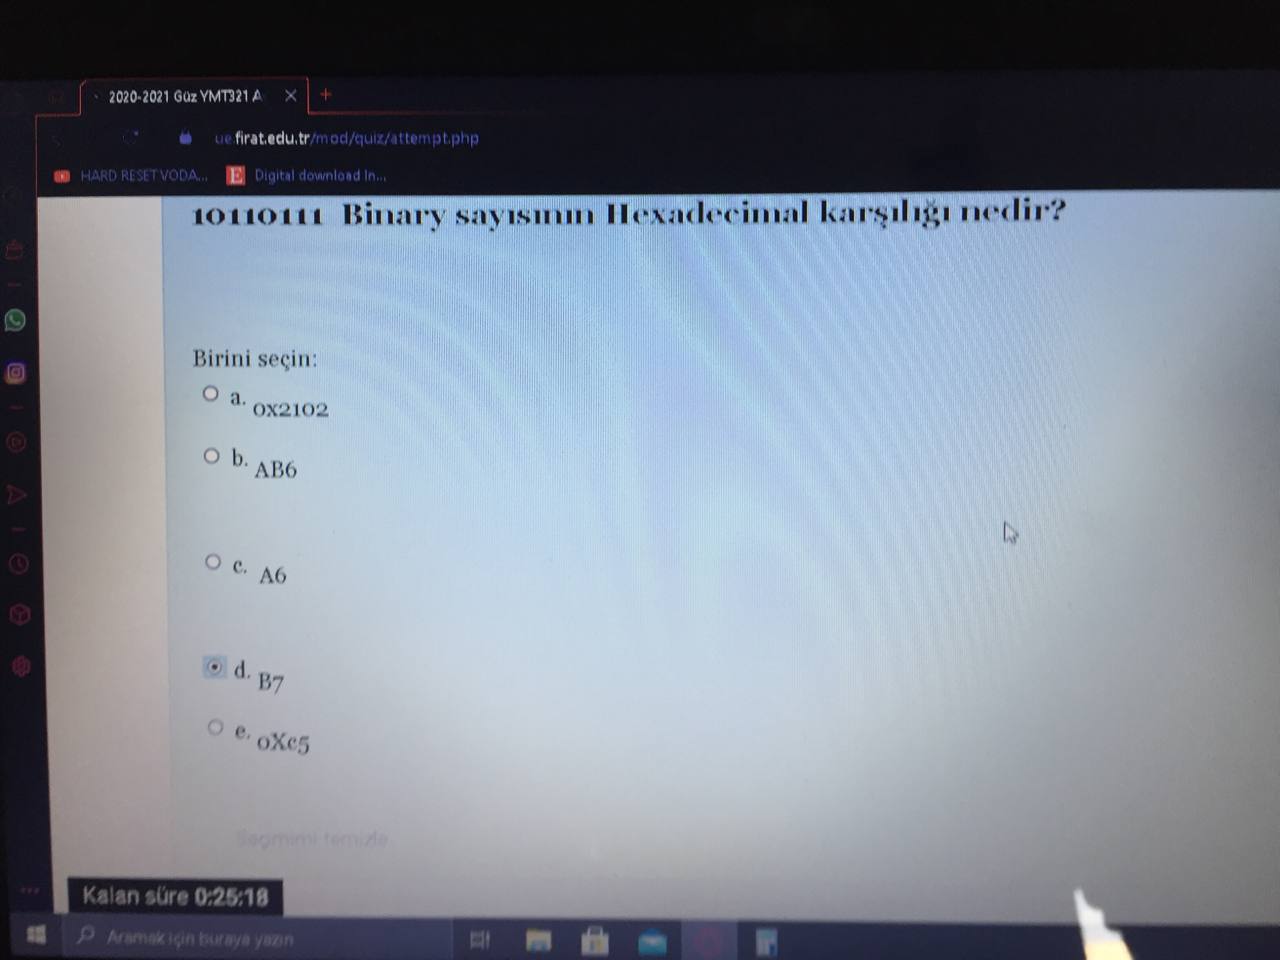 2020-2021 Güz YMT321 A
ue.firat.edu.tr/mod/quiz/attempt.php
HARD RESET VODA...
E Digital download In...
10110111 Binary sayısının Hexadecimal karşılığı nedir?
Birini seçin:
a. 0x2102
b. AB6
c. A6
d. B7
e. 0Xc5
Seçimimi temizle
Kalan süre 0:25:18
Aramak için buraya yazın